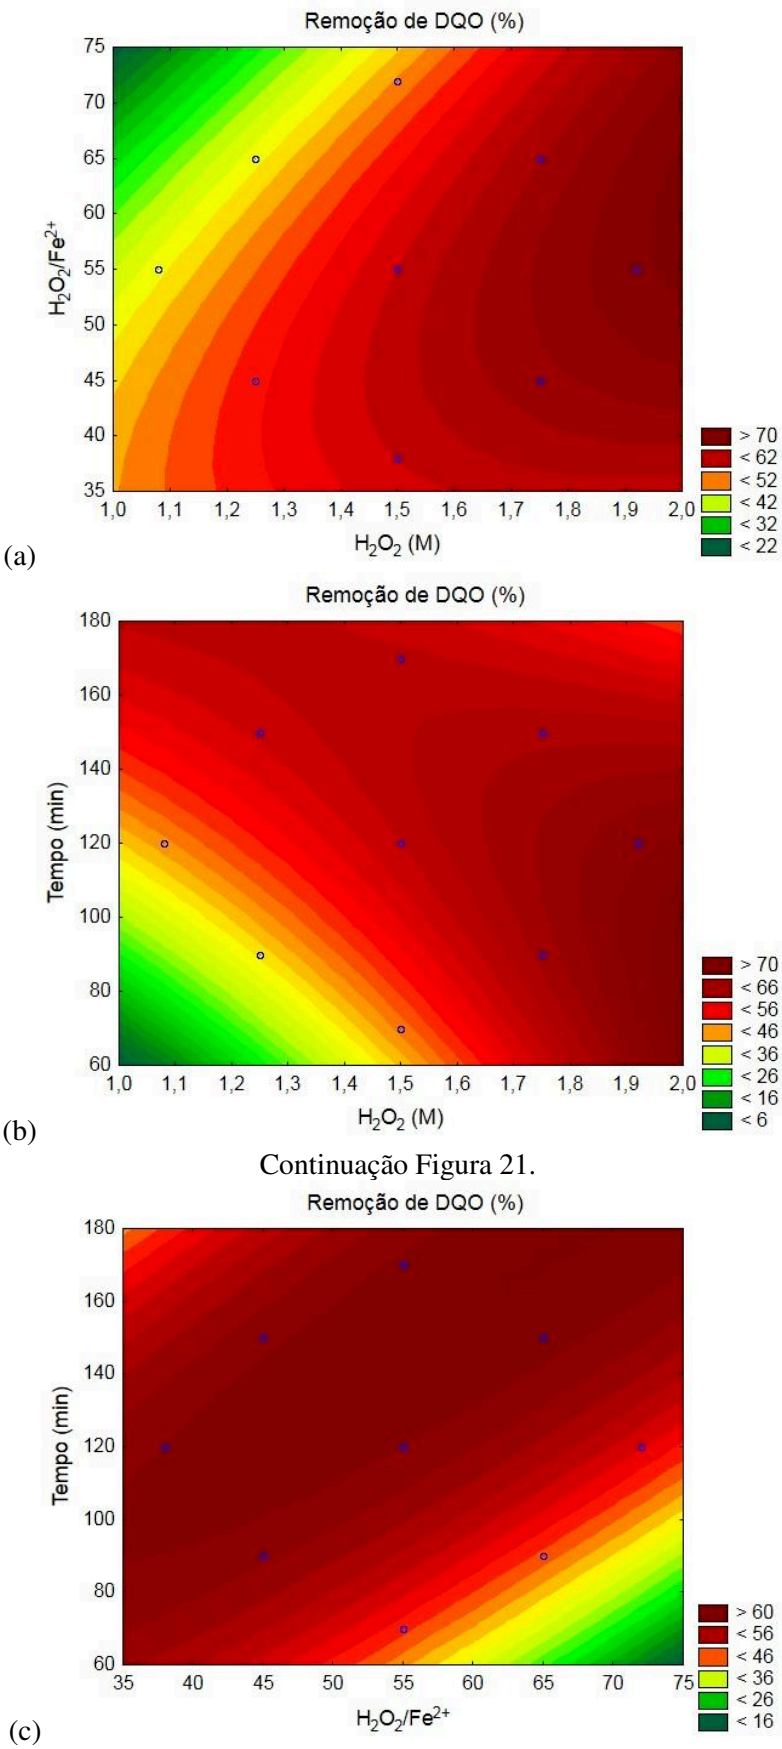 Remoção de DQO (%)
75
70
65
60
55
50
45
40
35
H₂O₂/Fe²⁺
1,0 1,1 1,2 1,3 1,4 1,5 1,6 1,7 1,8 1,9 2,0
H₂O₂ (M)
> 70
< 62
< 52
< 42
< 32
< 22
(a)
Remoção de DQO (%)
180
160
140
120
100
80
60
Tempo (min)
1,0 1,1 1,2 1,3 1,4 1,5 1,6 1,7 1,8 1,9 2,0
H₂O₂ (M)
> 70
< 66
< 56
< 46
< 36
< 26
< 16
< 6
(b)
Continuação Figura 21.
Remoção de DQO (%)
180
160
140
120
100
80
60
Tempo (min)
35 40 45 50 55 60 65 70 75
H₂O₂/Fe²⁺
> 60
< 56
< 46
< 36
< 26
< 16
(c)